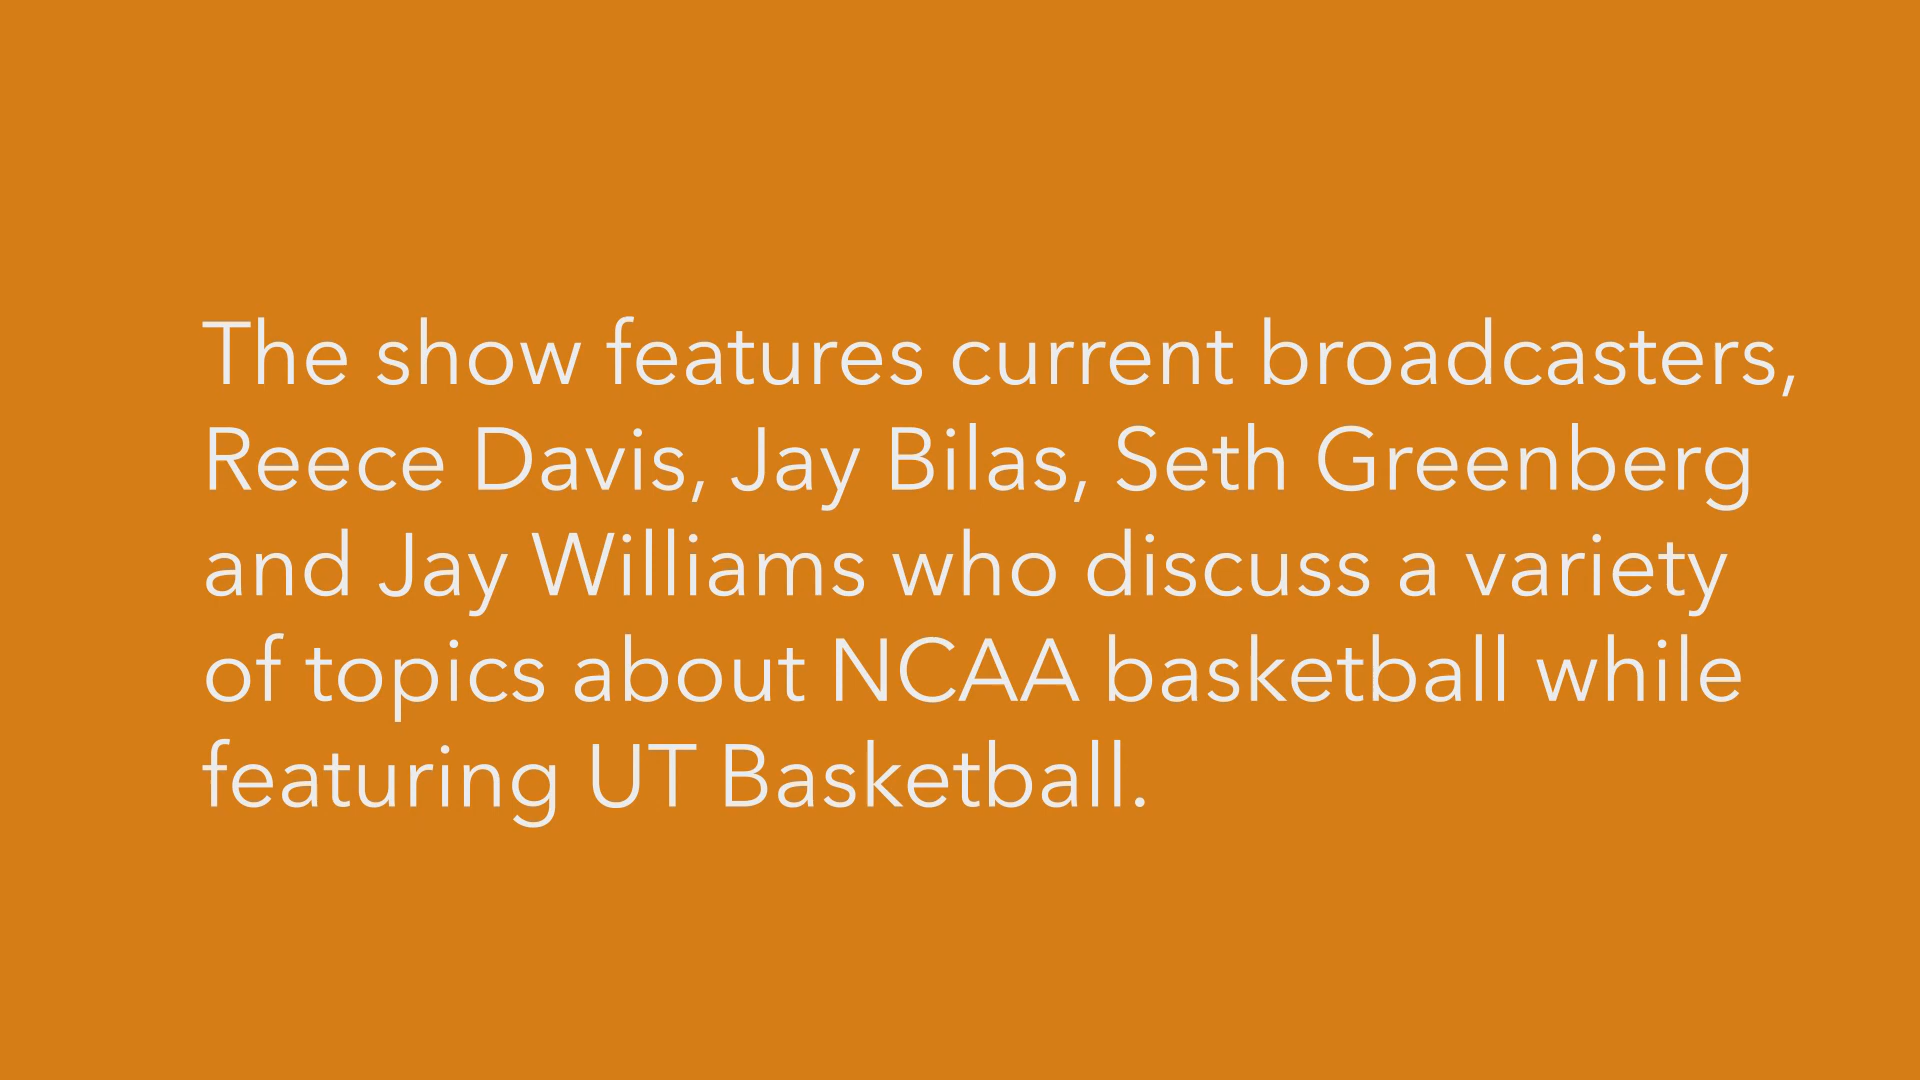 The show features current broadcasters,
Reece Davis, Jay Bilas, Seth Greenberg
and Jay Williams who discuss a variety
of topics about NCAA basketball while
featuring UT Basketball.